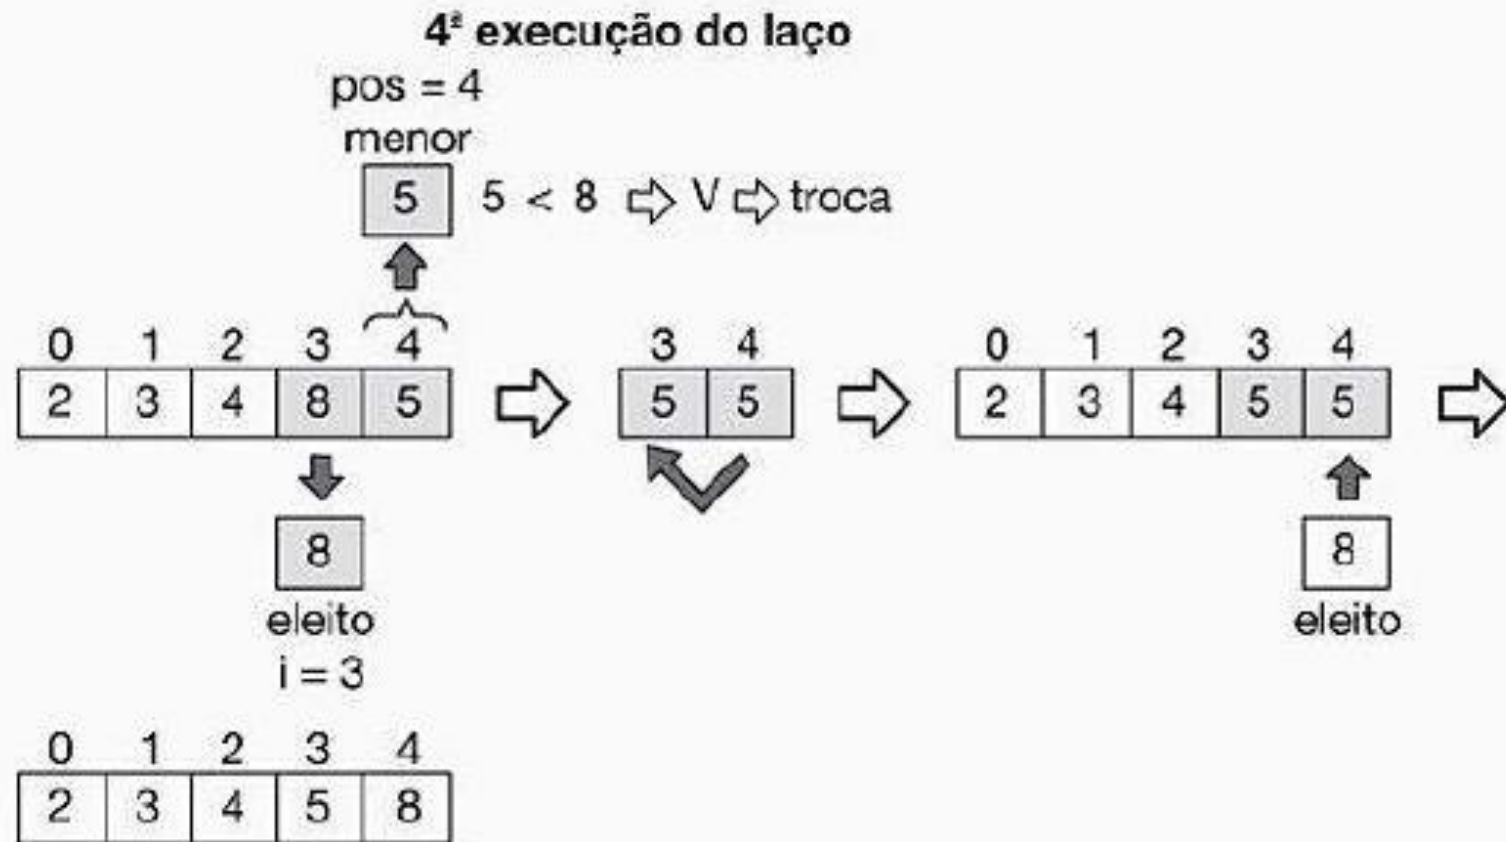 4ª execução do laço
pos = 4
menor
5 5 < 8 ⇨ V ⇨ troca
0 1 2 3 4 3 4 0 1 2 3 4
2 3 4 8 5 5 5 2 3 4 5 5
8 8
eleito eleito
i = 3
0 1 2 3 4
2 3 4 5 8